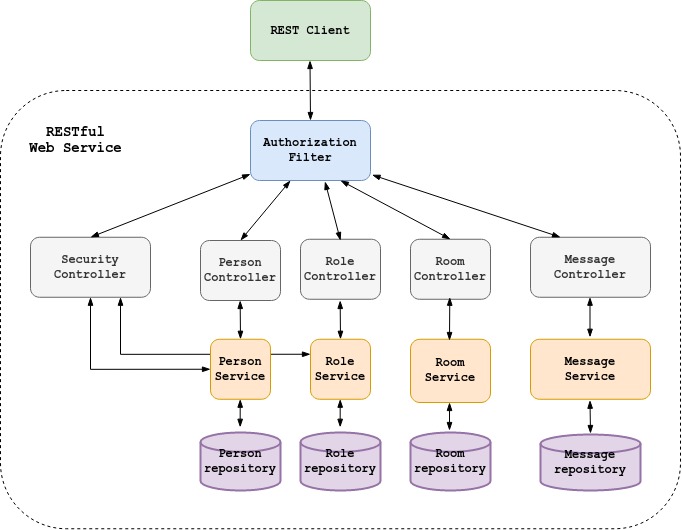 REST Client
RESTful
Web Service
Authorization
Filter
Security
Controller
Person
Controller
Role
Controller
Room
Controller
Message
Controller
Person
Service
Role
Service
Room
Service
Message
Service
Person
repository
Role
repository
Room
repository
Message
repository